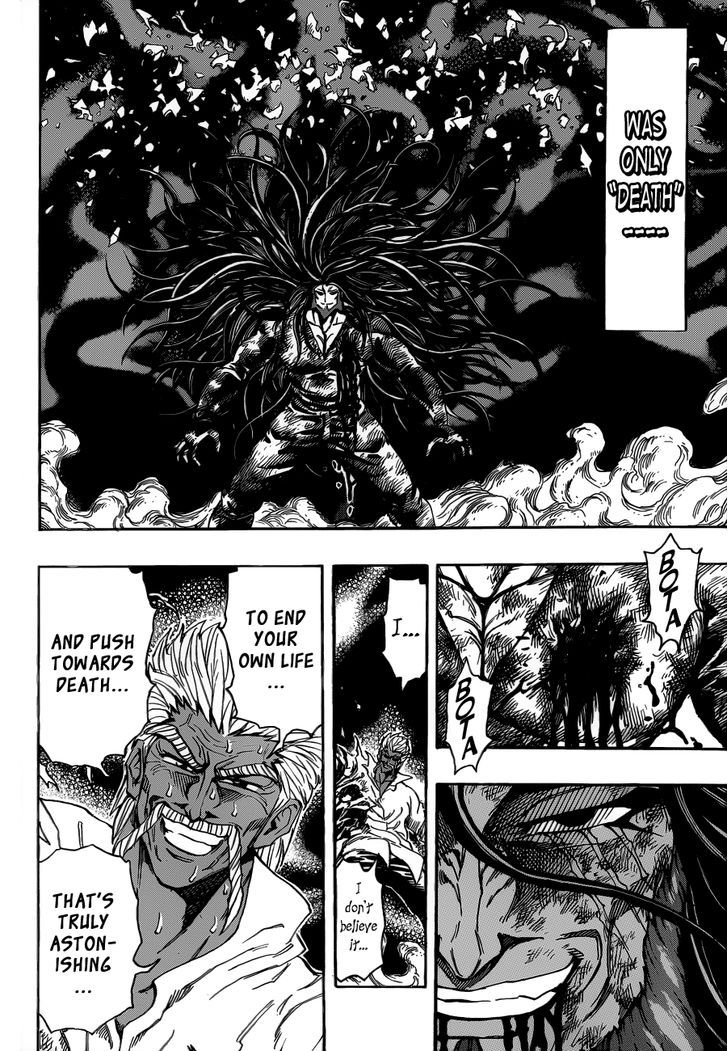 WAS
ONLY
"DEATH"
----
BOTA
BOTA
I...
I
don't
believe
it...
TO END
YOUR
OWN LIFE
...
AND PUSH
TOWARDS
DEATH...
THAT'S
TRULY
ASTON-
ISHING
...